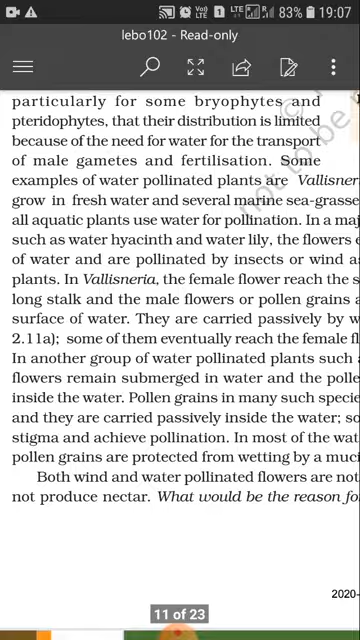 Vo) LTE 1 LTE R 83% 19:07
lebo102 — Read-only
particularly for some bryophytes and
pteridophytes, that their distribution is limited
because of the need for water for the transport
of male gametes and fertilisation. Some
examples of water pollinated plants are Vallisneri
grow in fresh water and several marine sea-grasse
all aquatic plants use water for pollination. In a maj
such as water hyacinth and water lily, the flowers e
of water and are pollinated by insects or wind as
plants. In Vallisneria, the female flower reach the s
long stalk and the male flowers or pollen grains a
surface of water. They are carried passively by w
2.11a); some of them eventually reach the female fl
In another group of water pollinated plants such a
flowers remain submerged in water and the polle
inside the water. Pollen grains in many such specie
and they are carried passively inside the water; so
stigma and achieve pollination. In most of the wat
pollen grains are protected from wetting by a muci
Both wind and water pollinated flowers are not
not produce nectar. What would be the reason fo
2020-
11 of 23